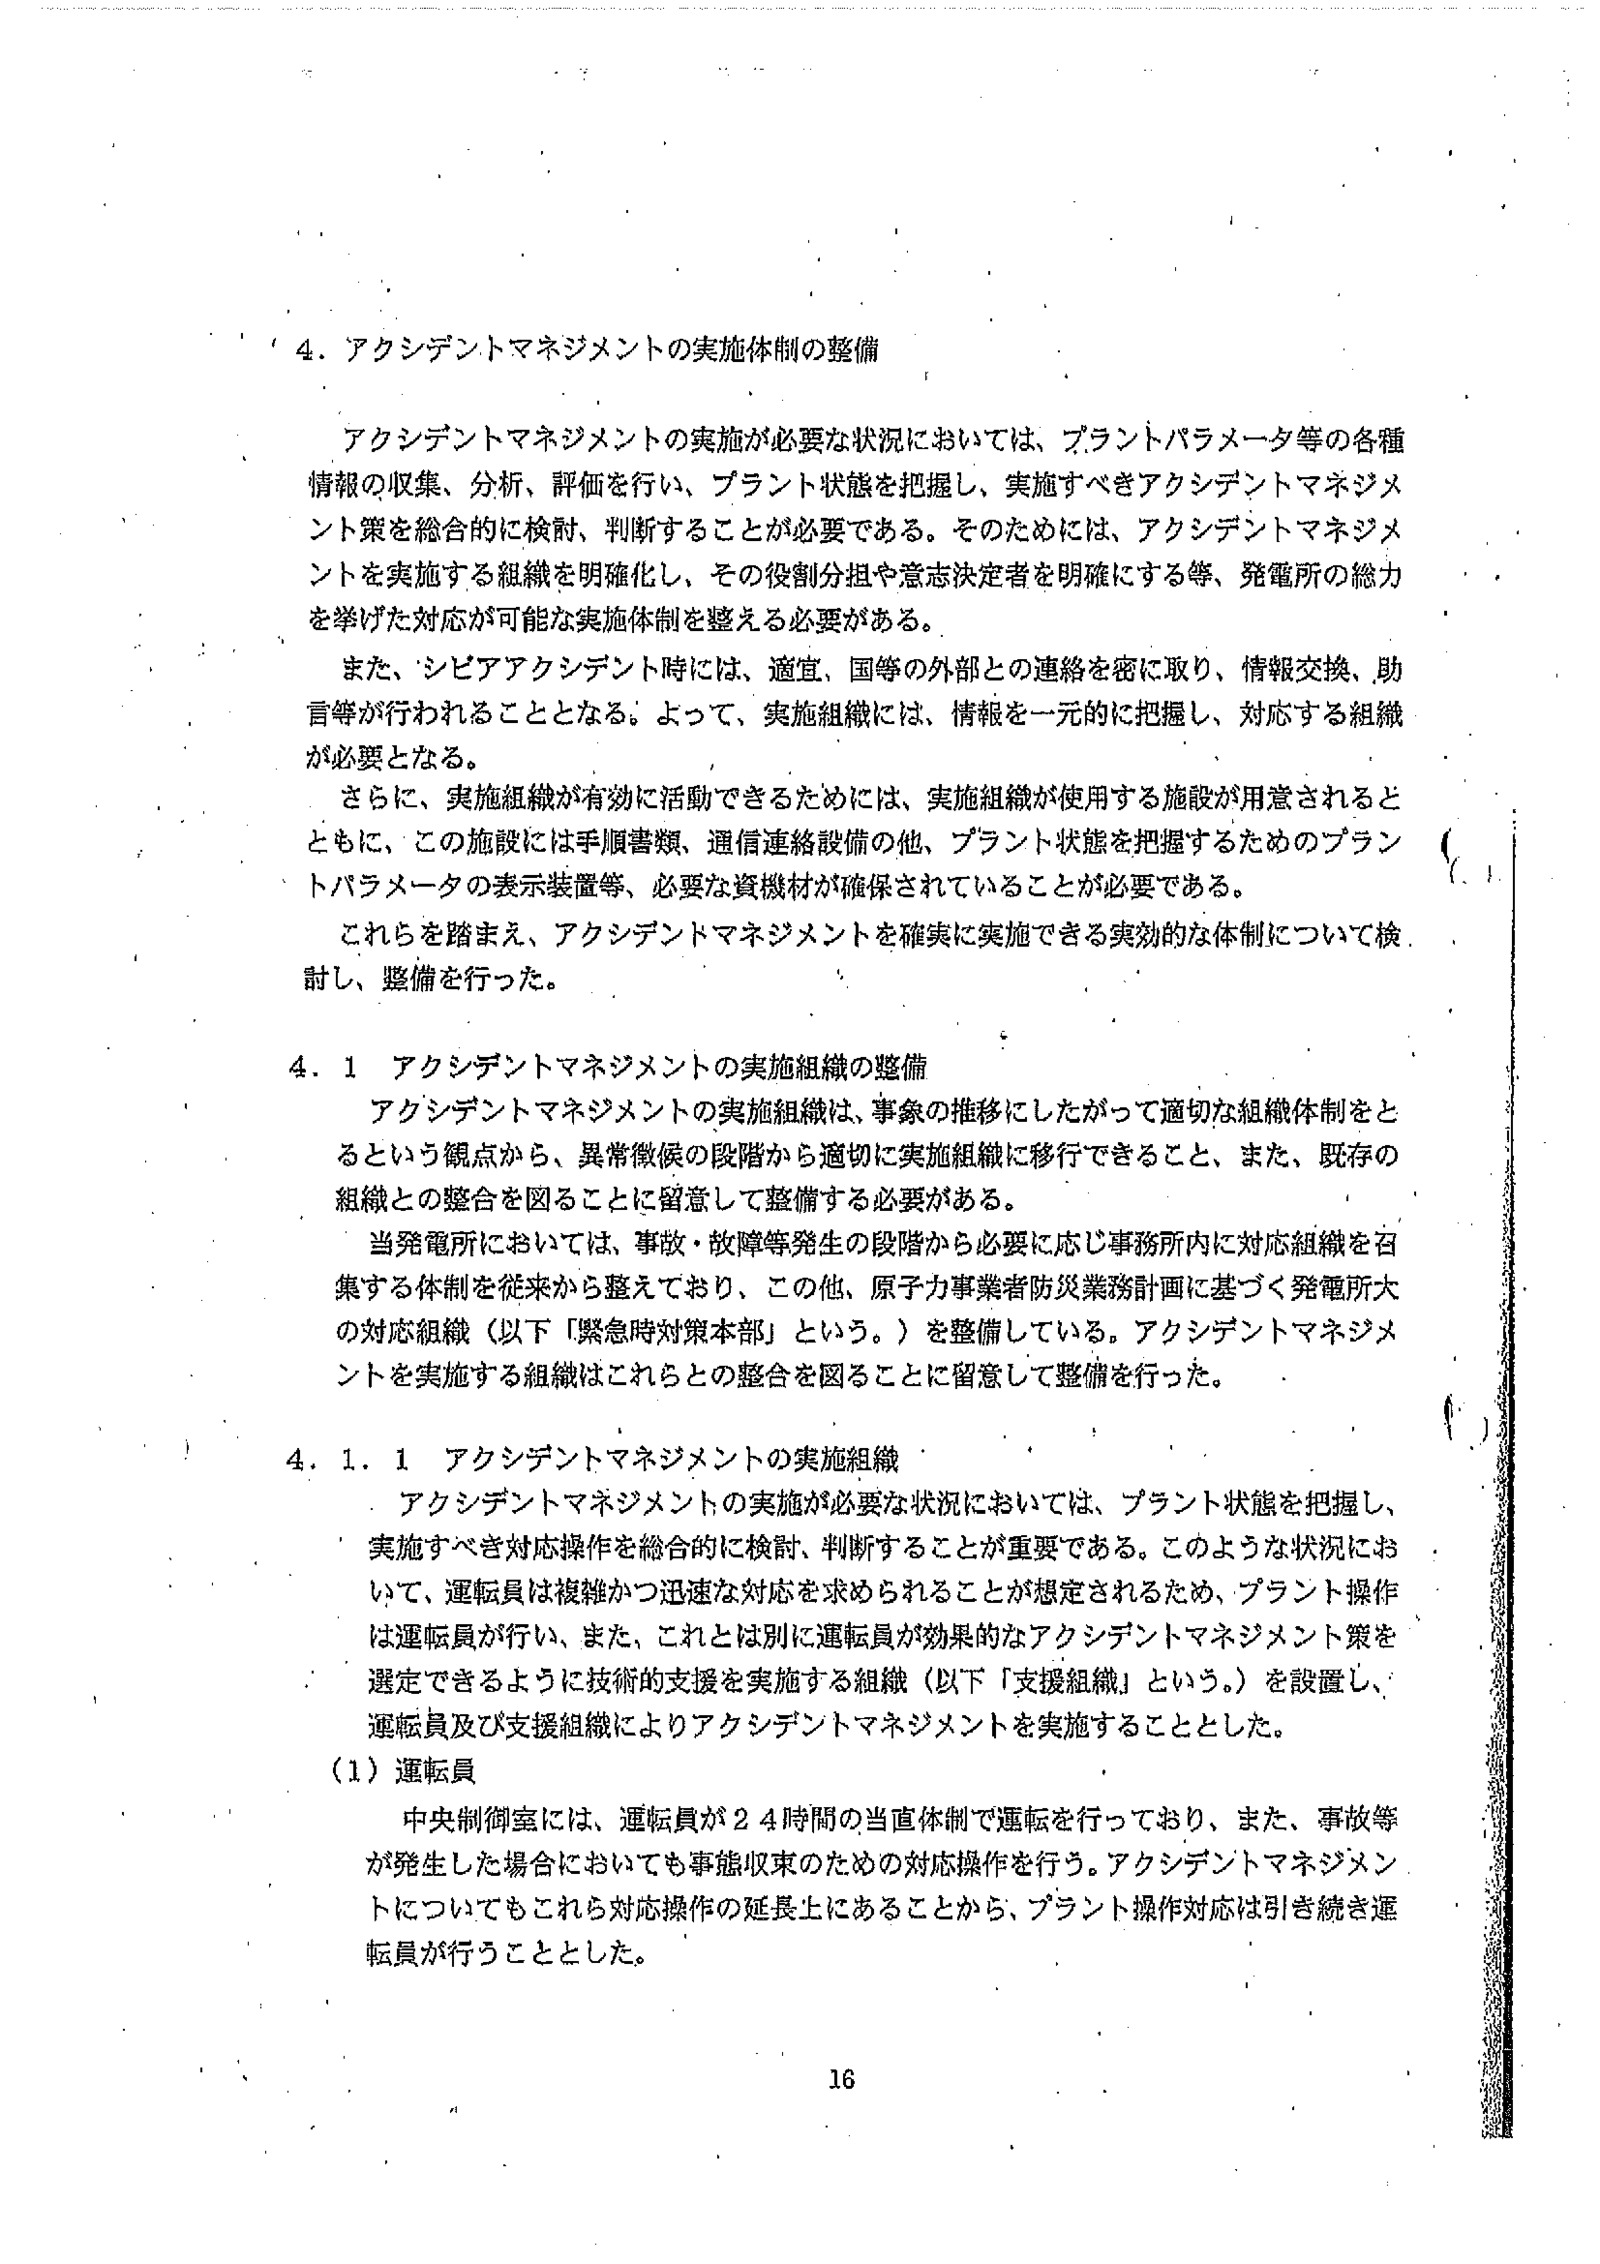 4．アクシデントマネジメントの実施体制の整備
アクシデントマネジメントの実施が必要な状況においては、プラントパラメータ等の各種
情報の収集、分析、評価を行い、プラント状態を把握し、実施すべきアクシデントマネジメ
ント策を総合的に検討、判断することが必要である。そのためには、アクシデントマネジメ
ントを実施する組織を明確化し、その役割分担や意志決定者を明確にする等、発電所の総力
を挙げた対応が可能な実施体制を整える必要がある。
また、シビアアクシデント時には、適宜、国等の外部との連絡を密に取り、情報交換、助
言等が行われることとなる。よって、実施組織には、情報を一元的に把握し、対応する組織
が必要となる。
さらに、実施組織が有効に活動できるためには、実施組織が使用する施設が用意されると
ともに、この施設には手順書類、通信連絡設備の他、プラント状態を把握するためのプラン
トパラメータの表示装置等、必要な資機材が確保されていることが必要である。
これらを踏まえ、アクシデントマネジメントを確実に実施できる実効的な体制について検
討し、整備を行った。
4．1　アクシデントマネジメントの実施組織の整備
アクシデントマネジメントの実施組織は、事象の推移にしたがって適切な組織体制をと
るという観点から、異常徴候の段階から適切に実施組織に移行できること、また、既存の
組織との整合を図ることに留意して整備する必要がある。
当発電所においては、事故・故障等発生の段階から必要に応じ事務所内に対応組織を召
集する体制を従来から整えており、この他、原子力事業者防災業務計画に基づく発電所大
の対応組織（以下「緊急時対策本部」という。）を整備している。アクシデントマネジメ
ントを実施する組織はこれらとの整合を図ることに留意して整備を行った。
4．1．1　アクシデントマネジメントの実施組織
アクシデントマネジメントの実施が必要な状況においては、プラント状態を把握し、
実施すべき対応操作を総合的に検討、判断することが重要である。このような状況にお
いて、運転員は複雑かつ迅速な対応を求められることが想定されるため、プラント操作
は運転員が行い、また、これとは別に運転員が効果的なアクシデントマネジメント策を
選定できるように技術的支援を実施する組織（以下「支援組織」という。）を設置し、
運転員及び支援組織によりアクシデントマネジメントを実施することとした。
（1）運転員
中央制御室には、運転員が２４時間の当直体制で運転を行っており、また、事故等
が発生した場合においても事態収束のための対応操作を行う。アクシデントマネジメン
トについてもこれら対応操作の延長上にあることから、プラント操作対応は引き続き運
転員が行うこととした。
16